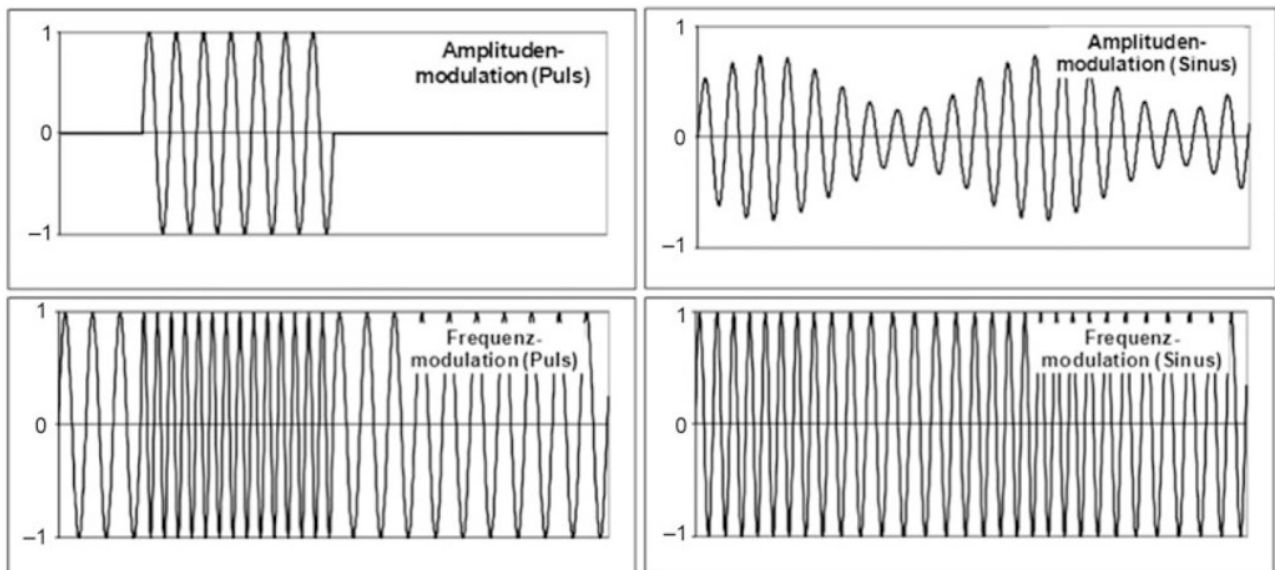 1
0
–1
Amplituden-
modulation (Puls)
1
0
–1
Amplituden-
modulation (Sinus)
1
0
–1
Frequenz-
modulation (Puls)
1
0
–1
Frequenz-
modulation (Sinus)